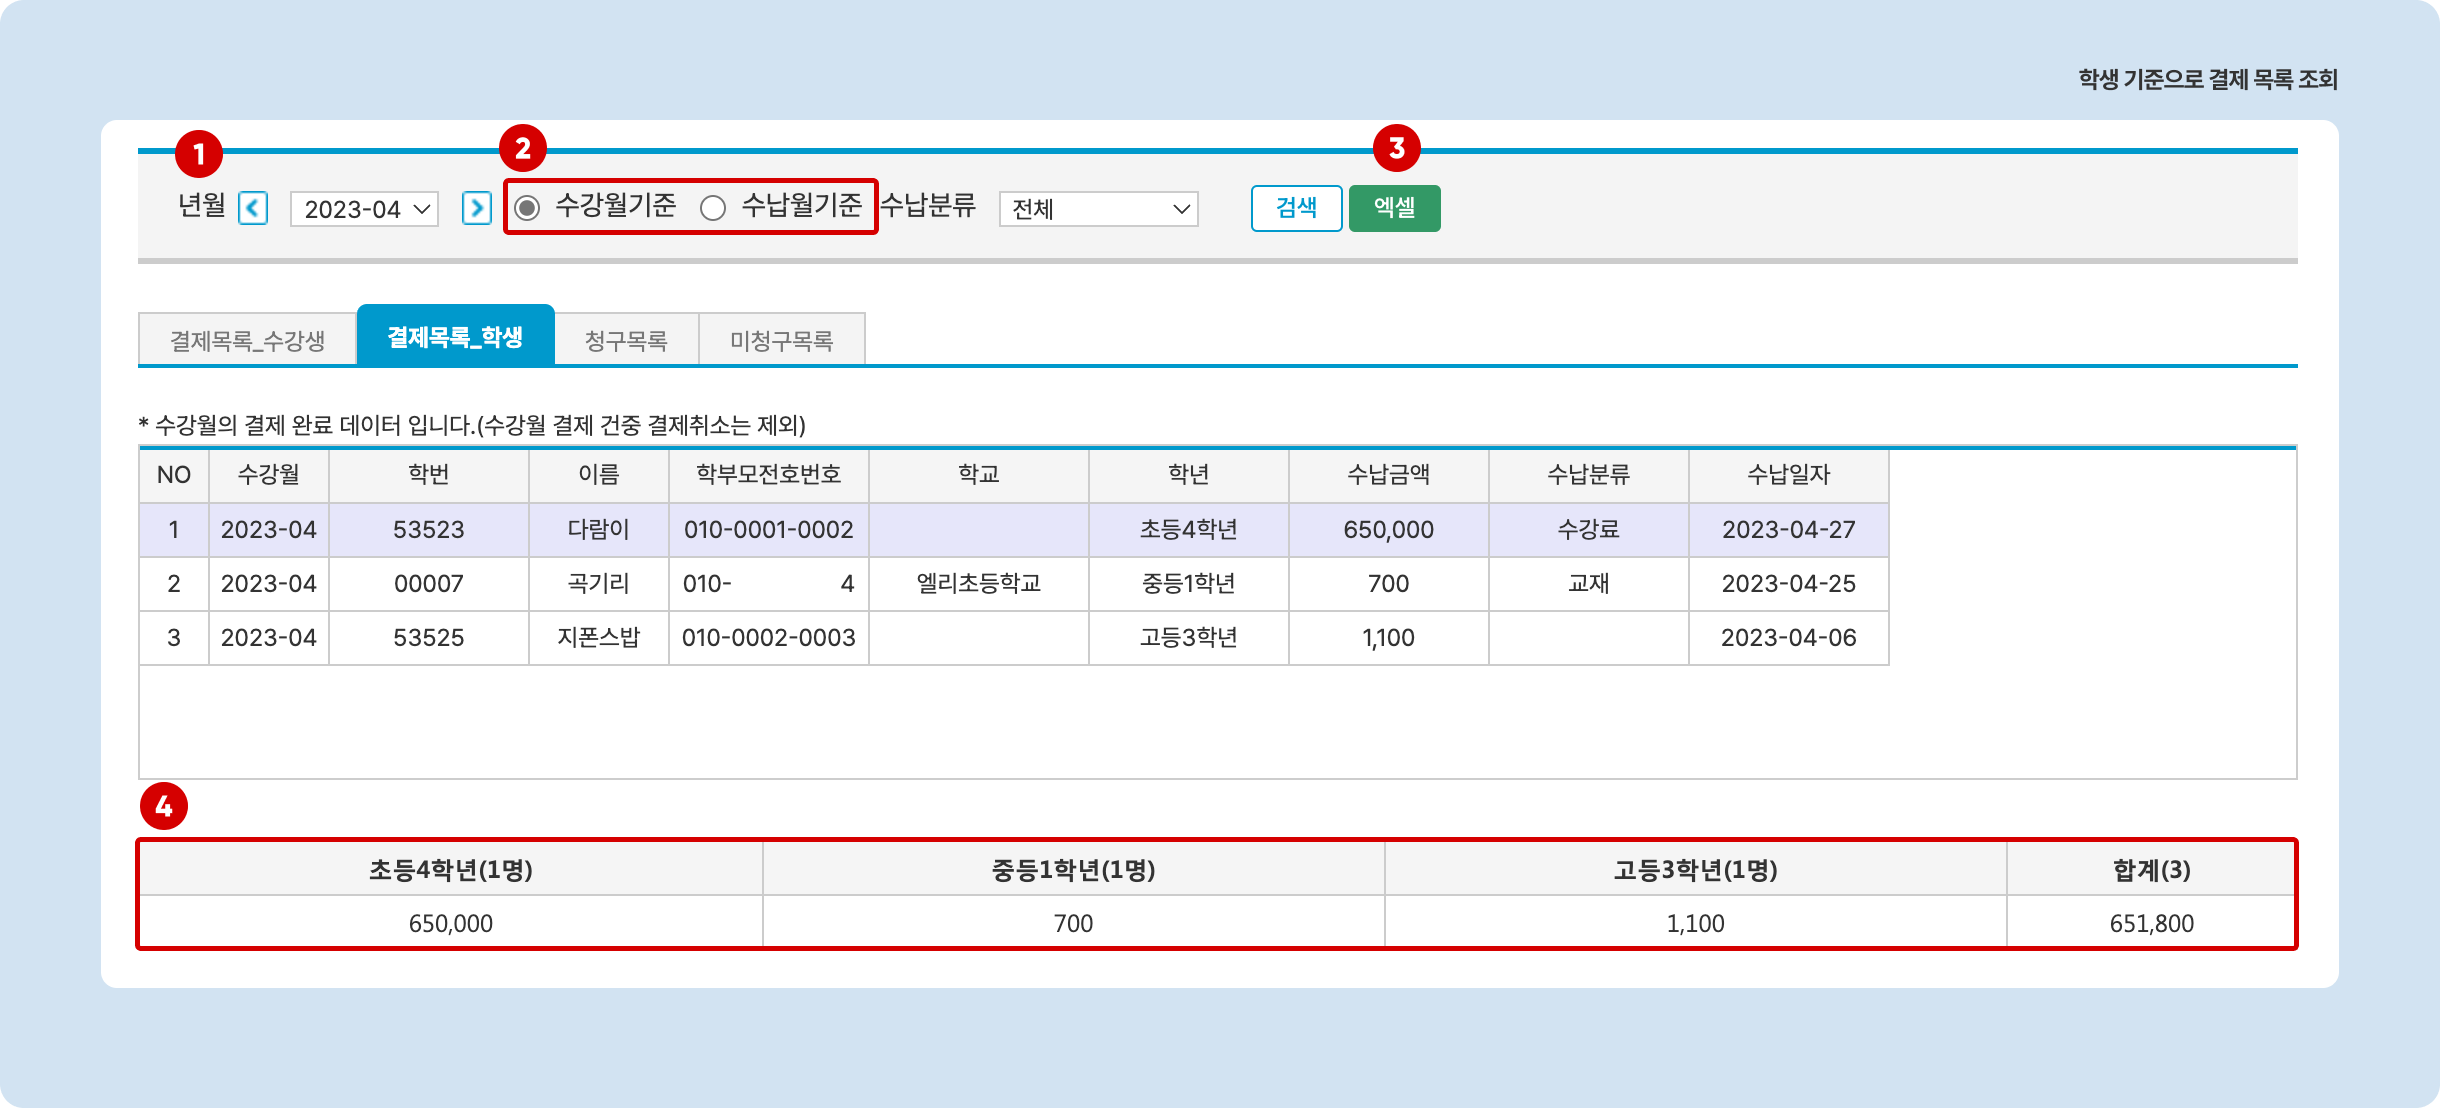 학생 기준으로 결제 목록 조회
1 2 3
년월 2023-04 수강월기준 수납월기준 수납분류 전체 검색 엑셀
결제목록_수강생 결제목록_학생 청구목록 미청구목록
* 수강월의 결제 완료 데이터 입니다.(수강월 결제 건중 결제취소는 제외)
NO 수강월 학번 이름 학부모전호번호 학교 학년 수납금액 수납분류 수납일자
1 2023-04 53523 다람이 010-0001-0002 초등4학년 650,000 수강료 2023-04-27
2 2023-04 00007 곡기리 010- 4 엘리초등학교 중등1학년 700 교재 2023-04-25
3 2023-04 53525 지폰스밥 010-0002-0003 고등3학년 1,100 2023-04-06
4
초등4학년(1명) 중등1학년(1명) 고등3학년(1명) 합계(3)
650,000 700 1,100 651,800